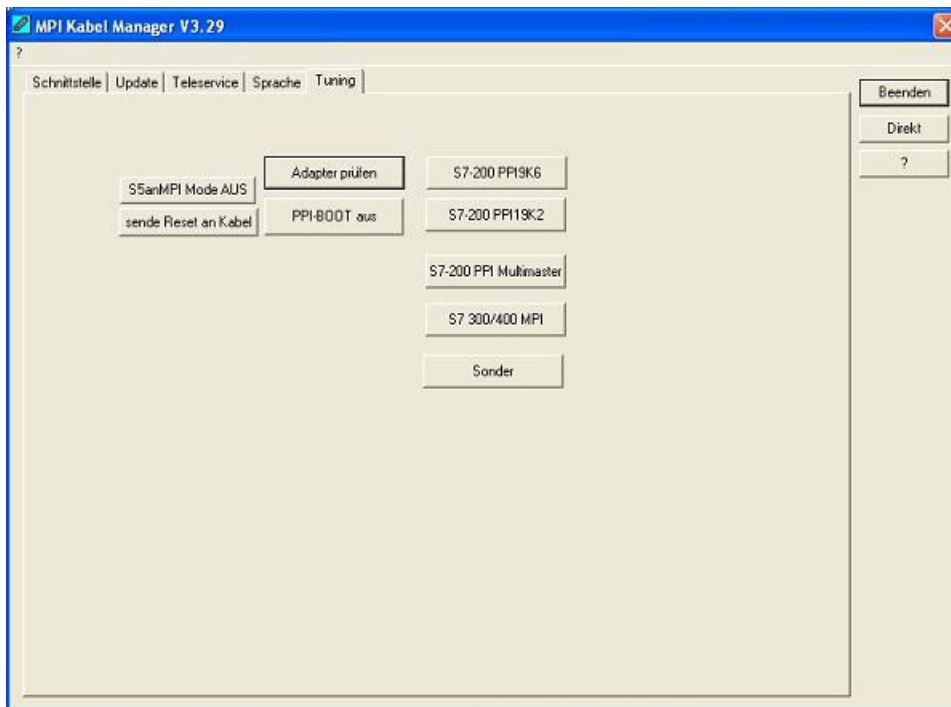 MPI Kabel Manager V3.29
?
Schnittstelle Update Teleservice Sprache Tuning
Beenden
Direkt
?
Adapter prüfen
S7-200 PPI9K6
S5anMPI Mode AUS
sende Reset an Kabel
PPI-BOOT aus
S7-200 PPI19K2
S7-200 PPI Multimaster
S7 300/400 MPI
Sonder